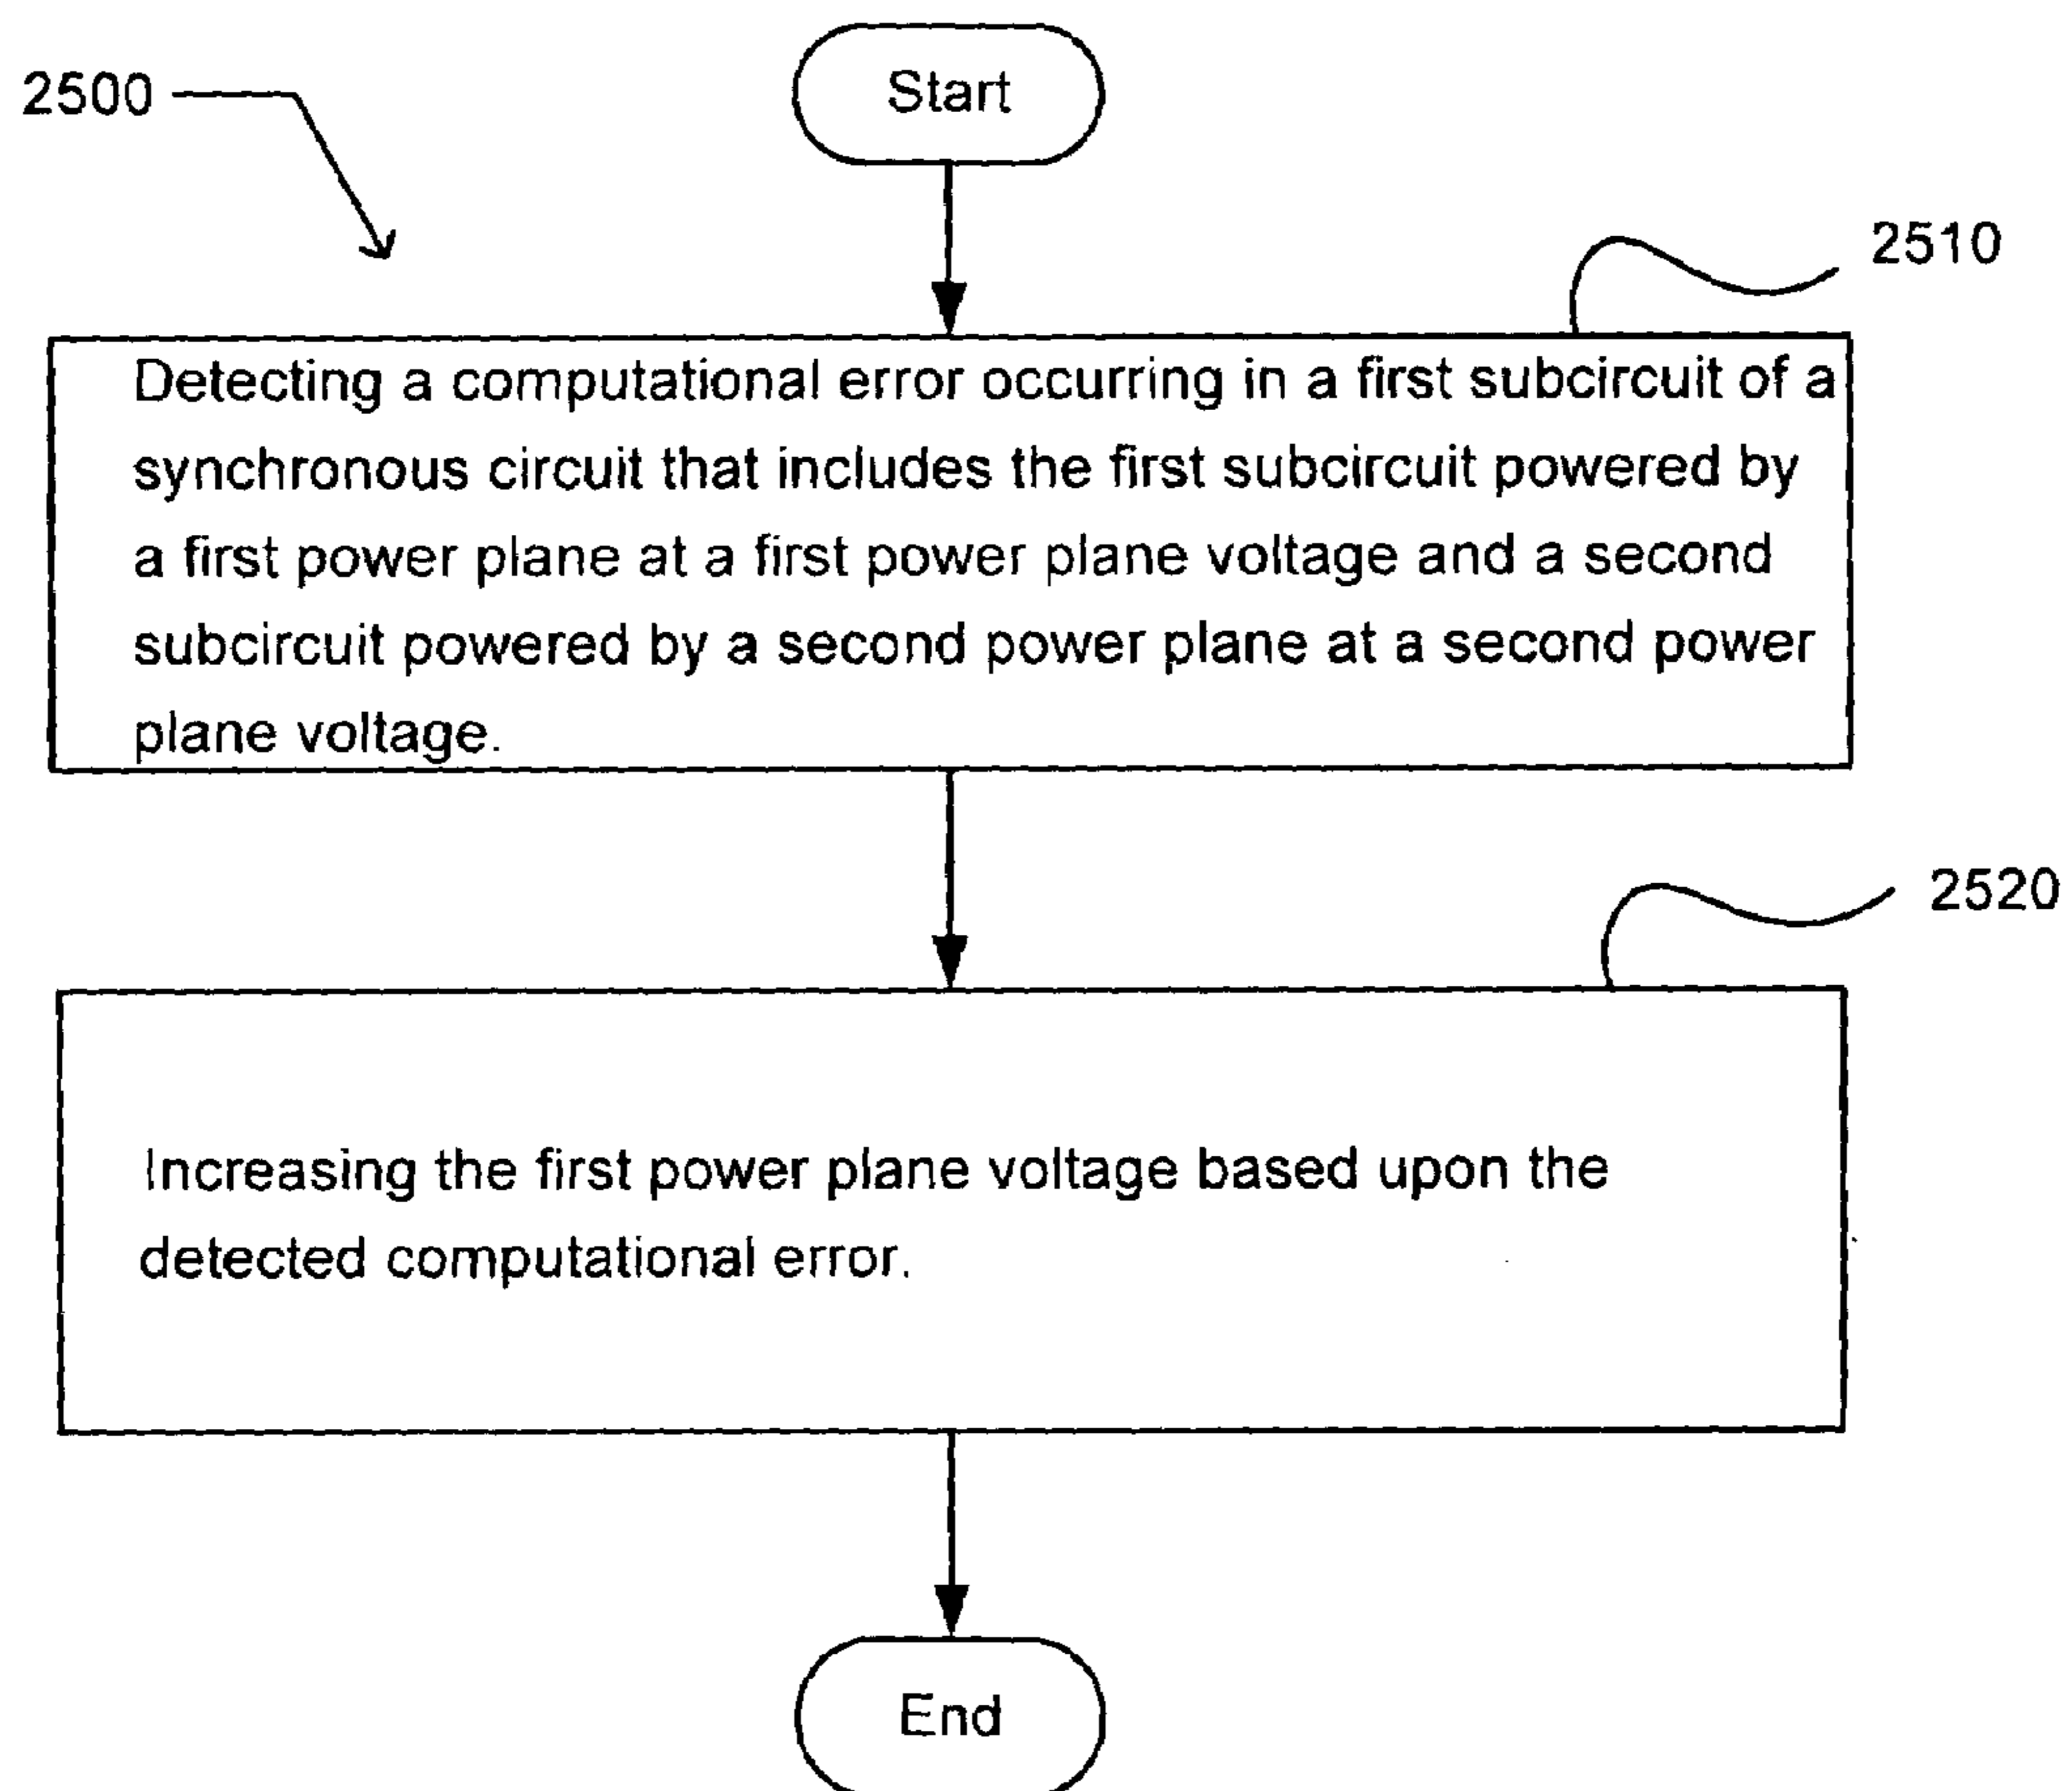 Start
2500
2510
Detecting a computational error occurring in a first subcircuit of a
synchronous circuit that includes the first subcircuit powered by
a first power plane at a first power plane voltage and a second
subcircuit powered by a second power plane at a second power
plane voltage.
2520
Increasing the first power plane voltage based upon the
detected computational error.
End